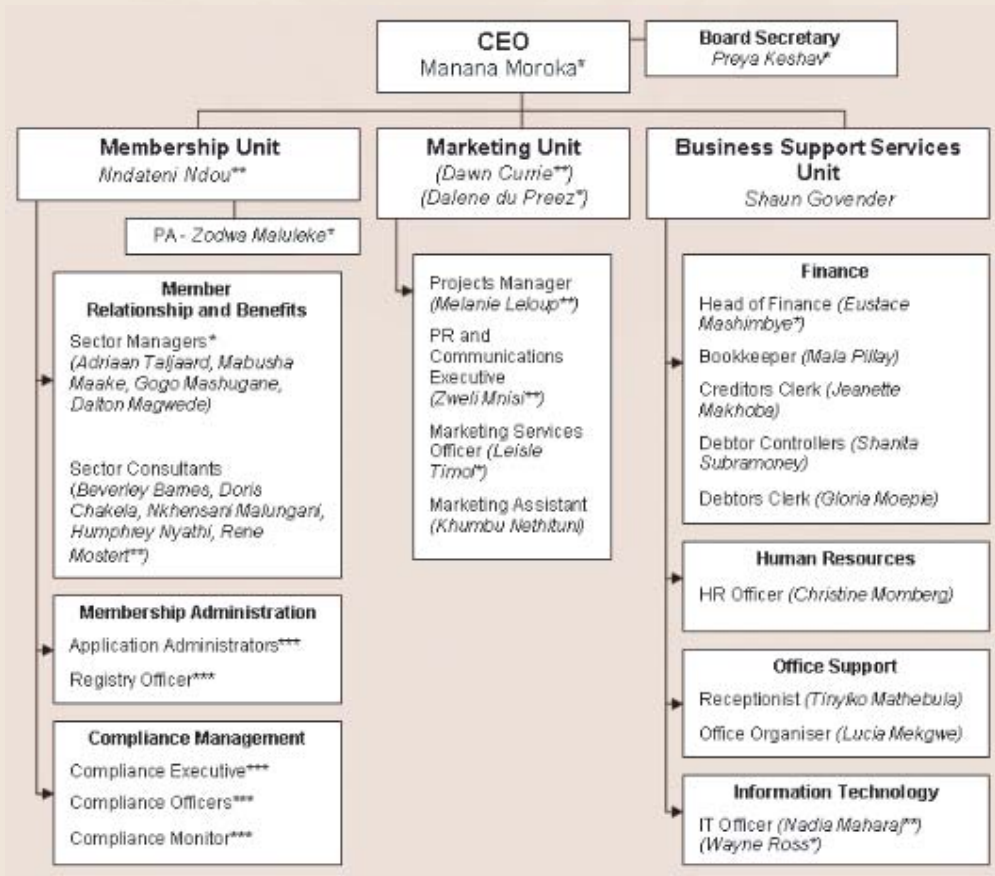 CEO
Manana Moroka*
Board Secretary
Preya Keshav*
Membership Unit
Nndateni Ndou**
PA - Zodwa Maluleke*
Member
Relationship and Benefits
Sector Managers*
(Adriaan Taljaard, Mabusha
Maake, Gogo Mashugane,
Dalton Magwede)
Sector Consultants
(Beverley Barnes, Doris
Chakela, Nkhensani Malungani,
Humphrey Nyathi, Rene
Mostert**)
Membership Administration
Application Administrators***
Registry Officer***
Compliance Management
Compliance Executive***
Compliance Officers***
Compliance Monitor***
Marketing Unit
(Dawn Currie**)
(Dalene du Preez*)
Projects Manager
(Melanie Leloup**)
PR and
Communications
Executive
(Zweli Mnisi**)
Marketing Services
Officer (Leisle
Timol*)
Marketing Assistant
(Khumbu Nethituni)
Business Support Services
Unit
Shaun Govender
Finance
Head of Finance (Eustace
Mashimbye*)
Bookkeeper (Mala Pillay)
Creditors Clerk (Jeanette
Makhoba)
Debtor Controllers (Shanita
Subramoney)
Debtors Clerk (Gloria Moepie)
Human Resources
HR Officer (Christine Momberg)
Office Support
Receptionist (Tinyiko Mathebula)
Office Organiser (Lucia Mekgwe)
Information Technology
IT Officer (Nadia Maharaj**)
(Wayne Ross*)